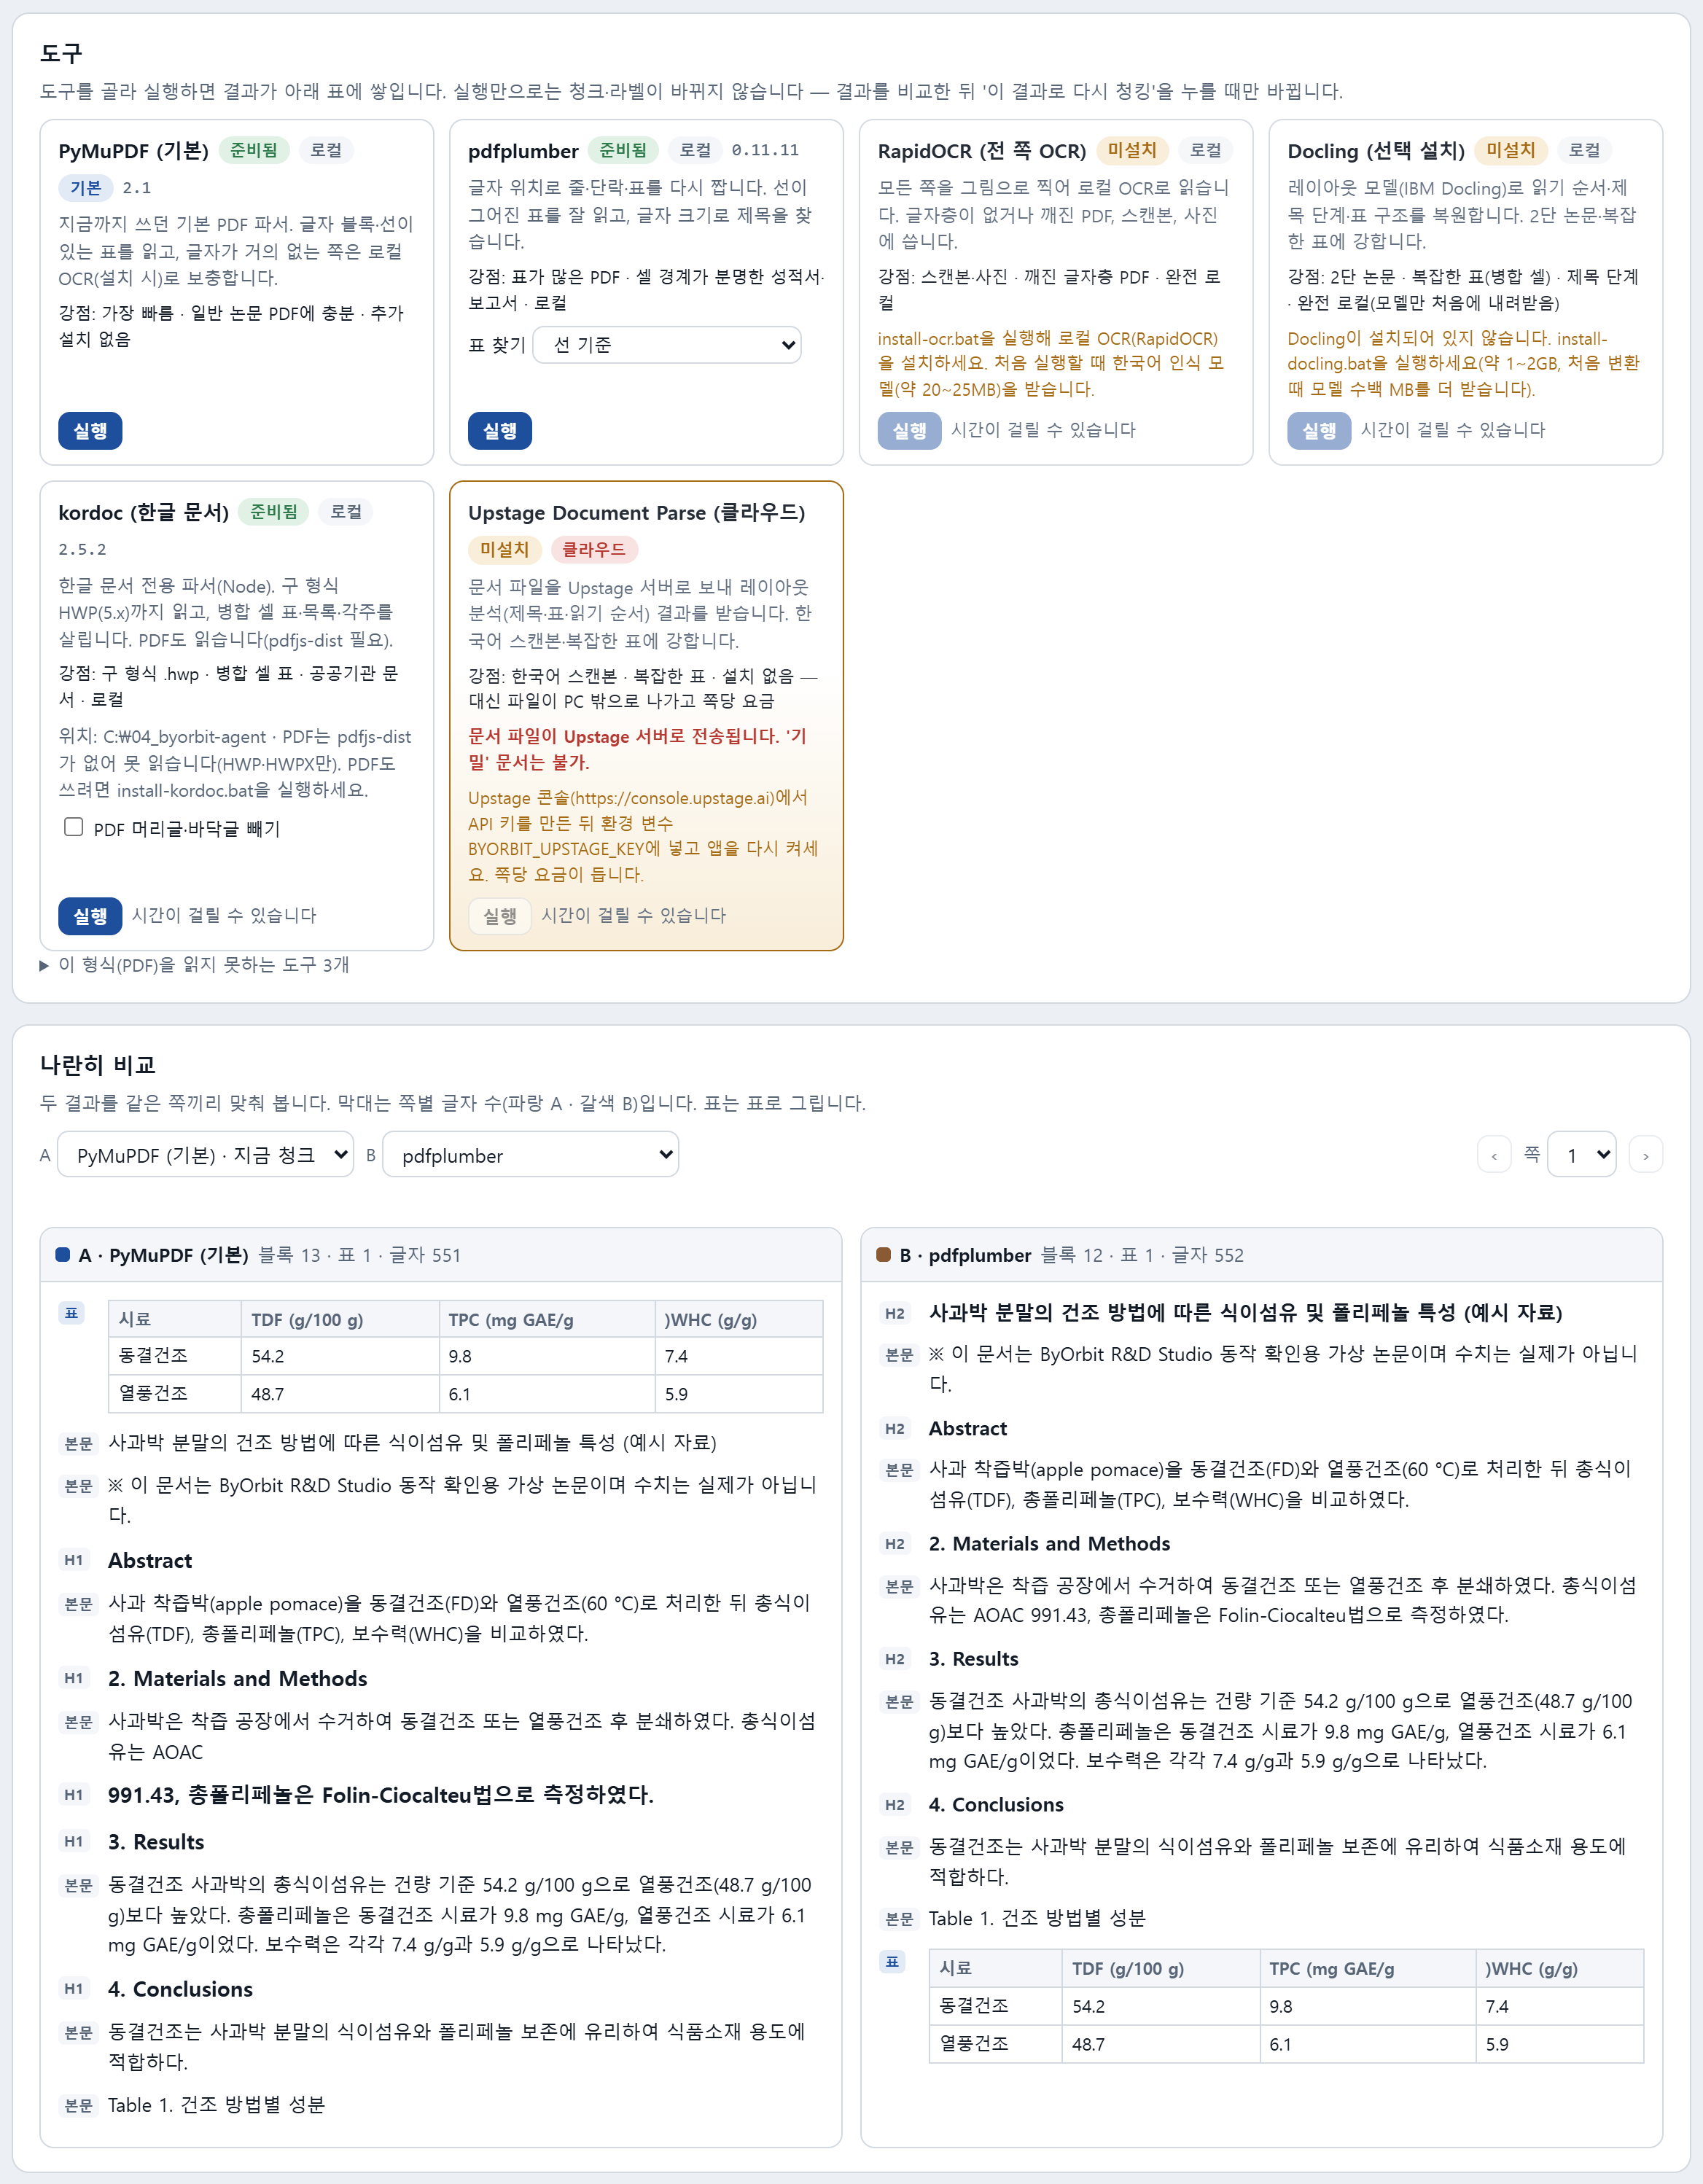 도구
도구를 골라 실행하면 결과가 아래 표에 쌓입니다. 실행만으로는 청크·라벨이 바뀌지 않습니다 — 결과를 비교한 뒤 '이 결과로 다시 청킹'을 누를 때만 바뀝니다.
PyMuPDF (기본) 준비됨 로컬
기본 2.1
지금까지 쓰던 기본 PDF 파서. 글자 블록·선이
있는 표를 읽고, 글자가 거의 없는 쪽은 로컬
OCR(설치 시)로 보충합니다.
강점: 가장 빠름 · 일반 논문 PDF에 충분 · 추가
설치 없음
실행
pdfplumber 준비됨 로컬 0.11.11
글자 위치로 줄·단락·표를 다시 짭니다. 선이
그어진 표를 잘 읽고, 글자 크기로 제목을 찾
습니다.
강점: 표가 많은 PDF · 셀 경계가 분명한 성적서·
보고서 · 로컬
표 찾기 선 기준
실행
RapidOCR (전 쪽 OCR) 미설치 로컬
모든 쪽을 그림으로 찍어 로컬 OCR로 읽습니
다. 글자층이 없거나 깨진 PDF, 스캔본, 사진
에 씁니다.
강점: 스캔본·사진 · 깨진 글자층 PDF · 완전 로
컬
install-ocr.bat을 실행해 로컬 OCR(RapidOCR)
을 설치하세요. 처음 실행할 때 한국어 인식 모
델(약 20~25MB)을 받습니다.
실행 시간이 걸릴 수 있습니다
Docling (선택 설치) 미설치 로컬
레이아웃 모델(IBM Docling)로 읽기 순서·제
목 단계·표 구조를 복원합니다. 2단 논문·복잡
한 표에 강합니다.
강점: 2단 논문 · 복잡한 표(병합 셀) · 제목 단계
· 완전 로컬(모델만 처음에 내려받음)
Docling이 설치되어 있지 않습니다. install-
docling.bat을 실행하세요(약 1~2GB, 처음 변환
때 모델 수백 MB를 더 받습니다).
실행 시간이 걸릴 수 있습니다
kordoc (한글 문서) 준비됨 로컬
2.5.2
한글 문서 전용 파서(Node). 구 형식
HWP(5.x)까지 읽고, 병합 셀 표·목록·각주를
살립니다. PDF도 읽습니다(pdfjs-dist 필요).
강점: 구 형식 .hwp · 병합 셀 표 · 공공기관 문
서 · 로컬
위치: C:₩04_byorbit-agent · PDF는 pdfjs-dist
가 없어 못 읽습니다(HWP·HWPX만). PDF도
쓰려면 install-kordoc.bat을 실행하세요.
PDF 머리글·바닥글 빼기
실행 시간이 걸릴 수 있습니다
Upstage Document Parse (클라우드)
미설치 클라우드
문서 파일을 Upstage 서버로 보내 레이아웃
분석(제목·표·읽기 순서) 결과를 받습니다. 한
국어 스캔본·복잡한 표에 강합니다.
강점: 한국어 스캔본 · 복잡한 표 · 설치 없음 —
대신 파일이 PC 밖으로 나가고 쪽당 요금
문서 파일이 Upstage 서버로 전송됩니다. '기
밀' 문서는 불가.
Upstage 콘솔(https://console.upstage.ai)에서
API 키를 만든 뒤 환경 변수
BYORBIT_UPSTAGE_KEY에 넣고 앱을 다시 켜세
요. 쪽당 요금이 듭니다.
실행 시간이 걸릴 수 있습니다
▶ 이 형식(PDF)을 읽지 못하는 도구 3개
나란히 비교
두 결과를 같은 쪽끼리 맞춰 봅니다. 막대는 쪽별 글자 수(파랑 A · 갈색 B)입니다. 표는 표로 그립니다.
A PyMuPDF (기본) · 지금 청크 B pdfplumber ‹ 쪽 1 ›
A · PyMuPDF (기본) 블록 13 · 표 1 · 글자 551
표 시료 TDF (g/100 g) TPC (mg GAE/g )WHC (g/g)
동결건조 54.2 9.8 7.4
열풍건조 48.7 6.1 5.9
본문 사과박 분말의 건조 방법에 따른 식이섬유 및 폴리페놀 특성 (예시 자료)
본문 ※ 이 문서는 ByOrbit R&D Studio 동작 확인용 가상 논문이며 수치는 실제가 아닙니
다.
H1 Abstract
본문 사과 착즙박(apple pomace)을 동결건조(FD)와 열풍건조(60 °C)로 처리한 뒤 총식이
섬유(TDF), 총폴리페놀(TPC), 보수력(WHC)을 비교하였다.
H1 2. Materials and Methods
본문 사과박은 착즙 공장에서 수거하여 동결건조 또는 열풍건조 후 분쇄하였다. 총식이섬
유는 AOAC
H1 991.43, 총폴리페놀은 Folin-Ciocalteu법으로 측정하였다.
H1 3. Results
본문 동결건조 사과박의 총식이섬유는 건량 기준 54.2 g/100 g으로 열풍건조(48.7 g/100
g)보다 높았다. 총폴리페놀은 동결건조 시료가 9.8 mg GAE/g, 열풍건조 시료가 6.1
mg GAE/g이었다. 보수력은 각각 7.4 g/g과 5.9 g/g으로 나타났다.
H1 4. Conclusions
본문 동결건조는 사과박 분말의 식이섬유와 폴리페놀 보존에 유리하여 식품소재 용도에
적합하다.
본문 Table 1. 건조 방법별 성분
B · pdfplumber 블록 12 · 표 1 · 글자 552
H2 사과박 분말의 건조 방법에 따른 식이섬유 및 폴리페놀 특성 (예시 자료)
본문 ※ 이 문서는 ByOrbit R&D Studio 동작 확인용 가상 논문이며 수치는 실제가 아닙니
다.
H2 Abstract
본문 사과 착즙박(apple pomace)을 동결건조(FD)와 열풍건조(60 °C)로 처리한 뒤 총식이
섬유(TDF), 총폴리페놀(TPC), 보수력(WHC)을 비교하였다.
H2 2. Materials and Methods
본문 사과박은 착즙 공장에서 수거하여 동결건조 또는 열풍건조 후 분쇄하였다. 총식이섬
유는 AOAC 991.43, 총폴리페놀은 Folin-Ciocalteu법으로 측정하였다.
H2 3. Results
본문 동결건조 사과박의 총식이섬유는 건량 기준 54.2 g/100 g으로 열풍건조(48.7 g/100
g)보다 높았다. 총폴리페놀은 동결건조 시료가 9.8 mg GAE/g, 열풍건조 시료가 6.1
mg GAE/g이었다. 보수력은 각각 7.4 g/g과 5.9 g/g으로 나타났다.
H2 4. Conclusions
본문 동결건조는 사과박 분말의 식이섬유와 폴리페놀 보존에 유리하여 식품소재 용도에
적합하다.
본문 Table 1. 건조 방법별 성분
표 시료 TDF (g/100 g) TPC (mg GAE/g )WHC (g/g)
동결건조 54.2 9.8 7.4
열풍건조 48.7 6.1 5.9